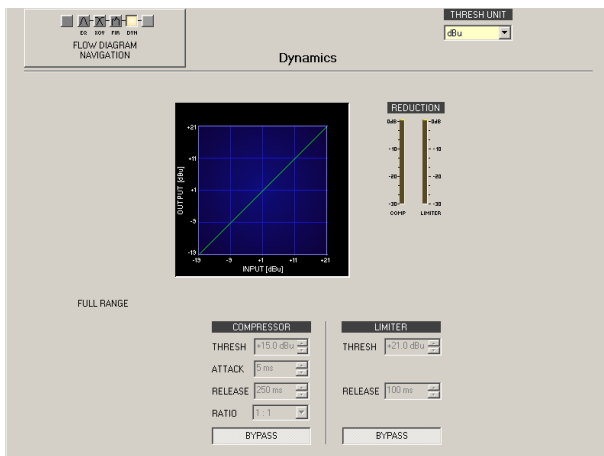 THRESH UNIT
dBu
EQ XOV FIR DYN
FLOW DIAGRAM
NAVIGATION
Dynamics
REDUCTION
0dB -0dB
-10 -10
-20 -20
-30 -30
COMP LIMITER
OUTPUT [dBu]
+21
+11
+1
-9
-19
-19 -9 +1 +11 +21
INPUT [dBu]
FULL RANGE
COMPRESSOR
THRESH +15.0 dBu
ATTACK 5 ms
RELEASE 250 ms
RATIO 1 : 1
BYPASS
LIMITER
THRESH +21.0 dBu
RELEASE 100 ms
BYPASS